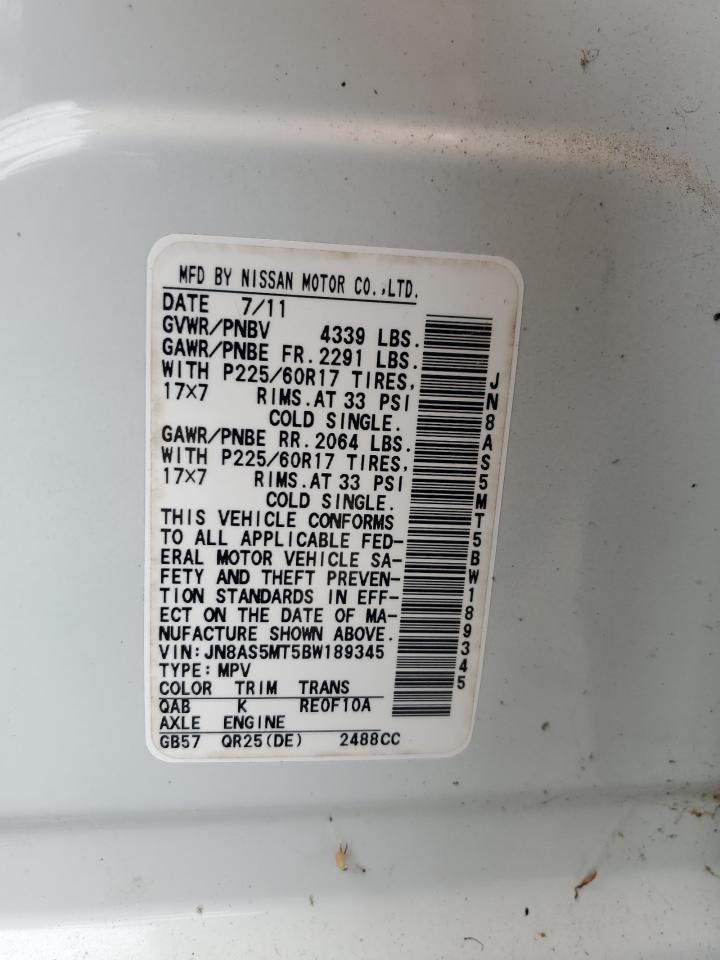 MFD BY NISSAN MOTOR CO.,LTD.
DATE 7/11
GVWR/PNBV 4339 LBS.
GAWR/PNBE FR.2291 LBS.
WITH P225/60R17 TIRES,
17×7 RIMS.AT 33 PSI
COLD SINGLE.
GAWR/PNBE RR.2064 LBS.
WITH P225/60R17 TIRES,
17×7 RIMS.AT 33 PSI
COLD SINGLE.
THIS VEHICLE CONFORMS
TO ALL APPLICABLE FED-
ERAL MOTOR VEHICLE SA-
FETY AND THEFT PREVEN-
TION STANDARDS IN EFF-
ECT ON THE DATE OF MA-
NUFACTURE SHOWN ABOVE.
VIN:JN8AS5MT5BW189345
TYPE:MPV
COLOR TRIM TRANS
QAB K RE0F10A
AXLE ENGINE
GB57 QR25(DE) 2488CC
JN8AS5MT5BW189345